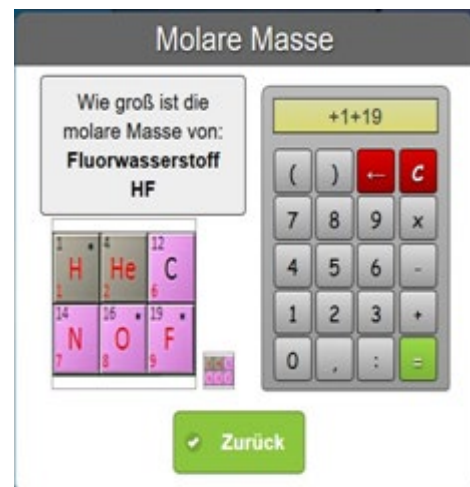 Molare Masse
Wie groß ist die
molare Masse von:
Fluorwasserstoff
HF
+1+19
( ) ← C
7 8 9 x
4 5 6 -
1 2 3 +
0 , : =
1 4 12
H He C
1 2 6
14 16 19
N O F
7 8 9
Zurück